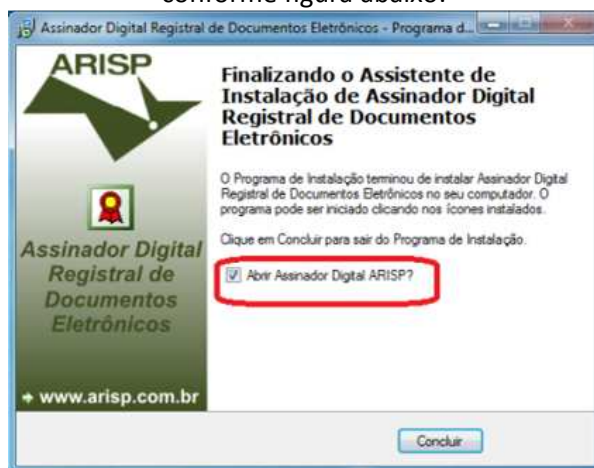 conforme figura abaixo:
Assinador Digital Registral de Documentos Eletrônicos - Programa d...
ARISP
Finalizando o Assistente de
Instalação de Assinador Digital
Registral de Documentos
Eletrônicos
O Programa de Instalação terminou de instalar Assinador Digital
Registral de Documentos Eletrônicos no seu computador. O
programa pode ser iniciado clicando nos ícones instalados.
Clique em Concluir para sair do Programa de Instalação.
Abrir Assinador Digital ARISP?
Assinador Digital
Registral de
Documentos
Eletrônicos
www.arisp.com.br
Concluir